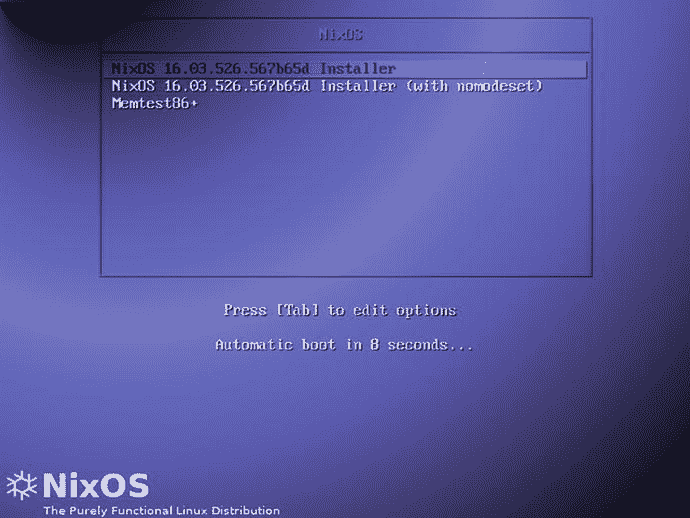 NixOS
NixOS 16.03.526.567b65d Installer
NixOS 16.03.526.567b65d Installer (with nomodeset)
Memtest86+
Press [Tab] to edit options
Automatic boot in 8 seconds...
NixOS
The Purely Functional Linux Distribution